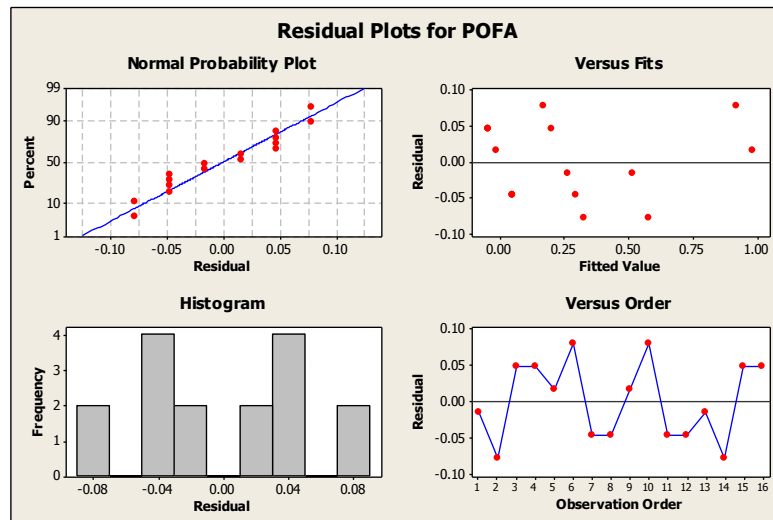 Residual Plots for POFA
Normal Probability Plot
99
90
50
10
1
Percent
-0.10 -0.05 0.00 0.05 0.10
Residual
Versus Fits
0.10
0.05
0.00
-0.05
-0.10
Residual
0.00 0.25 0.50 0.75 1.00
Fitted Value
Histogram
4
3
2
1
0
Frequency
-0.08 -0.04 0.00 0.04 0.08
Residual
Versus Order
0.10
0.05
0.00
-0.05
-0.10
Residual
1 2 3 4 5 6 7 8 9 10 11 12 13 14 15 16
Observation Order